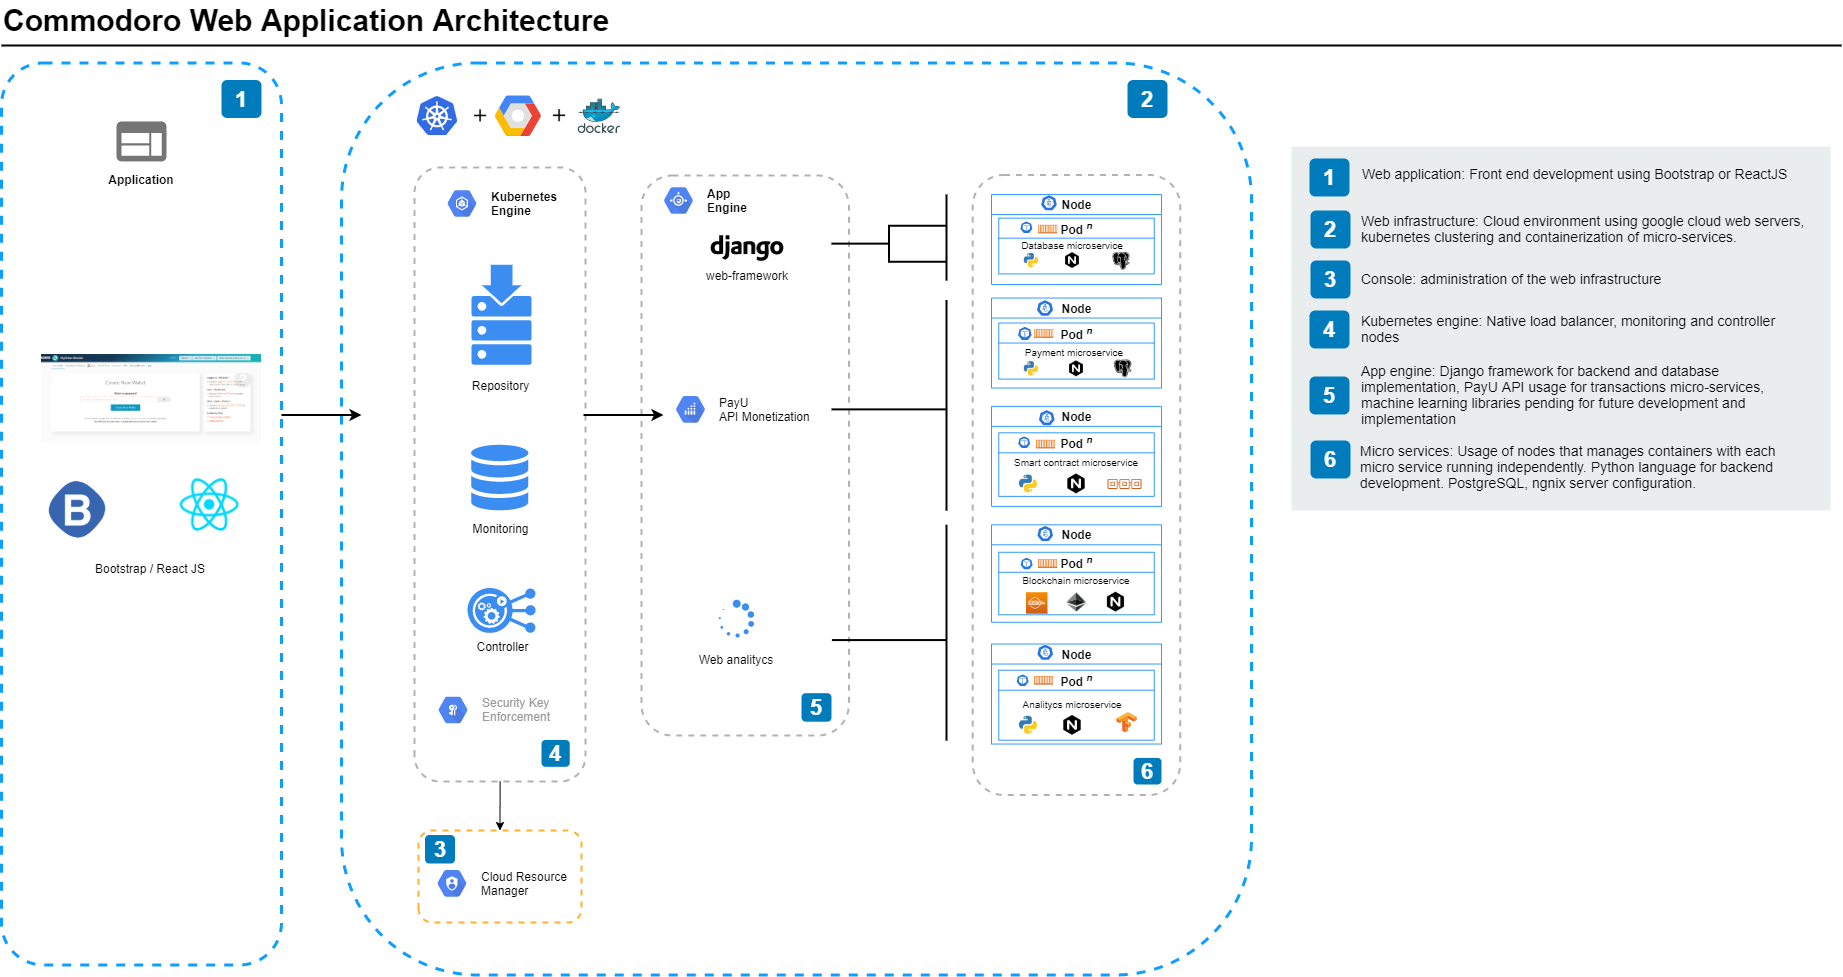 Commodoro Web Application Architecture
1
Application
Create New Wallet
B
Bootstrap / React JS
2
+
+
docker
Kubernetes
Engine
Repository
Monitoring
Controller
Security Key
Enforcement
4
3
Cloud Resource
Manager
App
Engine
django
web-framework
PayU
API Monetization
Web analitycs
5
Node
Pod n
Database microservice
N
Node
Pod n
Payment microservice
N
Node
Pod n
Smart contract microservice
N
Node
Pod n
Blockchain microservice
N
Node
Pod n
Analitycs microservice
N
6
1
Web application: Front end development using Bootstrap or ReactJS
2
Web infrastructure: Cloud environment using google cloud web servers,
kubernetes clustering and containerization of micro-services.
3
Console: administration of the web infrastructure
4
Kubernetes engine: Native load balancer, monitoring and controller
nodes
5
App engine: Django framework for backend and database
implementation, PayU API usage for transactions micro-services,
machine learning libraries pending for future development and
implementation
6
Micro services: Usage of nodes that manages containers with each
micro service running independently. Python language for backend
development. PostgreSQL, ngnix server configuration.